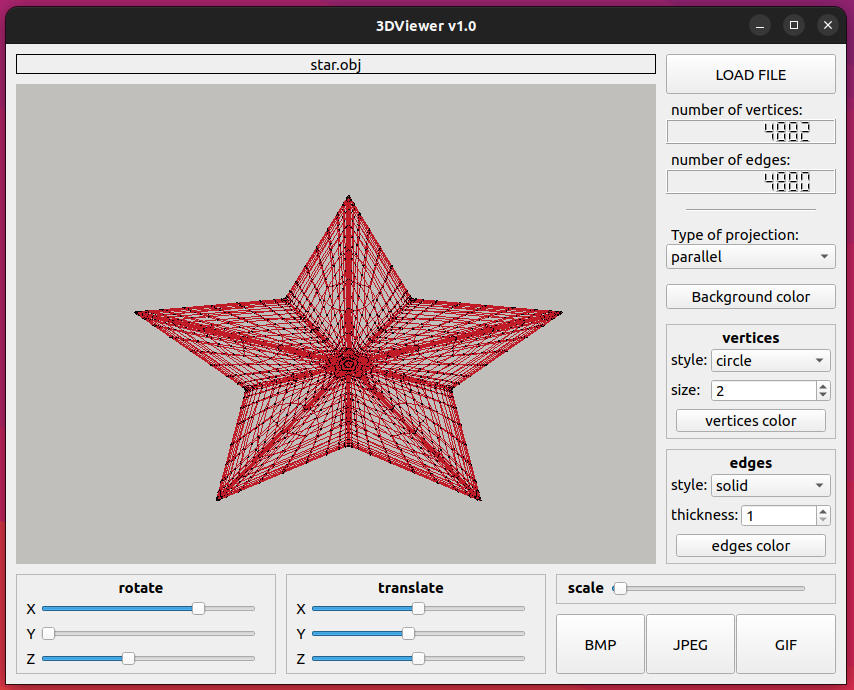 3DViewer v1.0
star.obj
LOAD FILE
number of vertices:
4882
number of edges:
4880
Type of projection:
parallel
Background color
vertices
style: circle
size: 2
vertices color
edges
style: solid
thickness: 1
edges color
rotate
X
Y
Z
translate
X
Y
Z
scale
BMP
JPEG
GIF